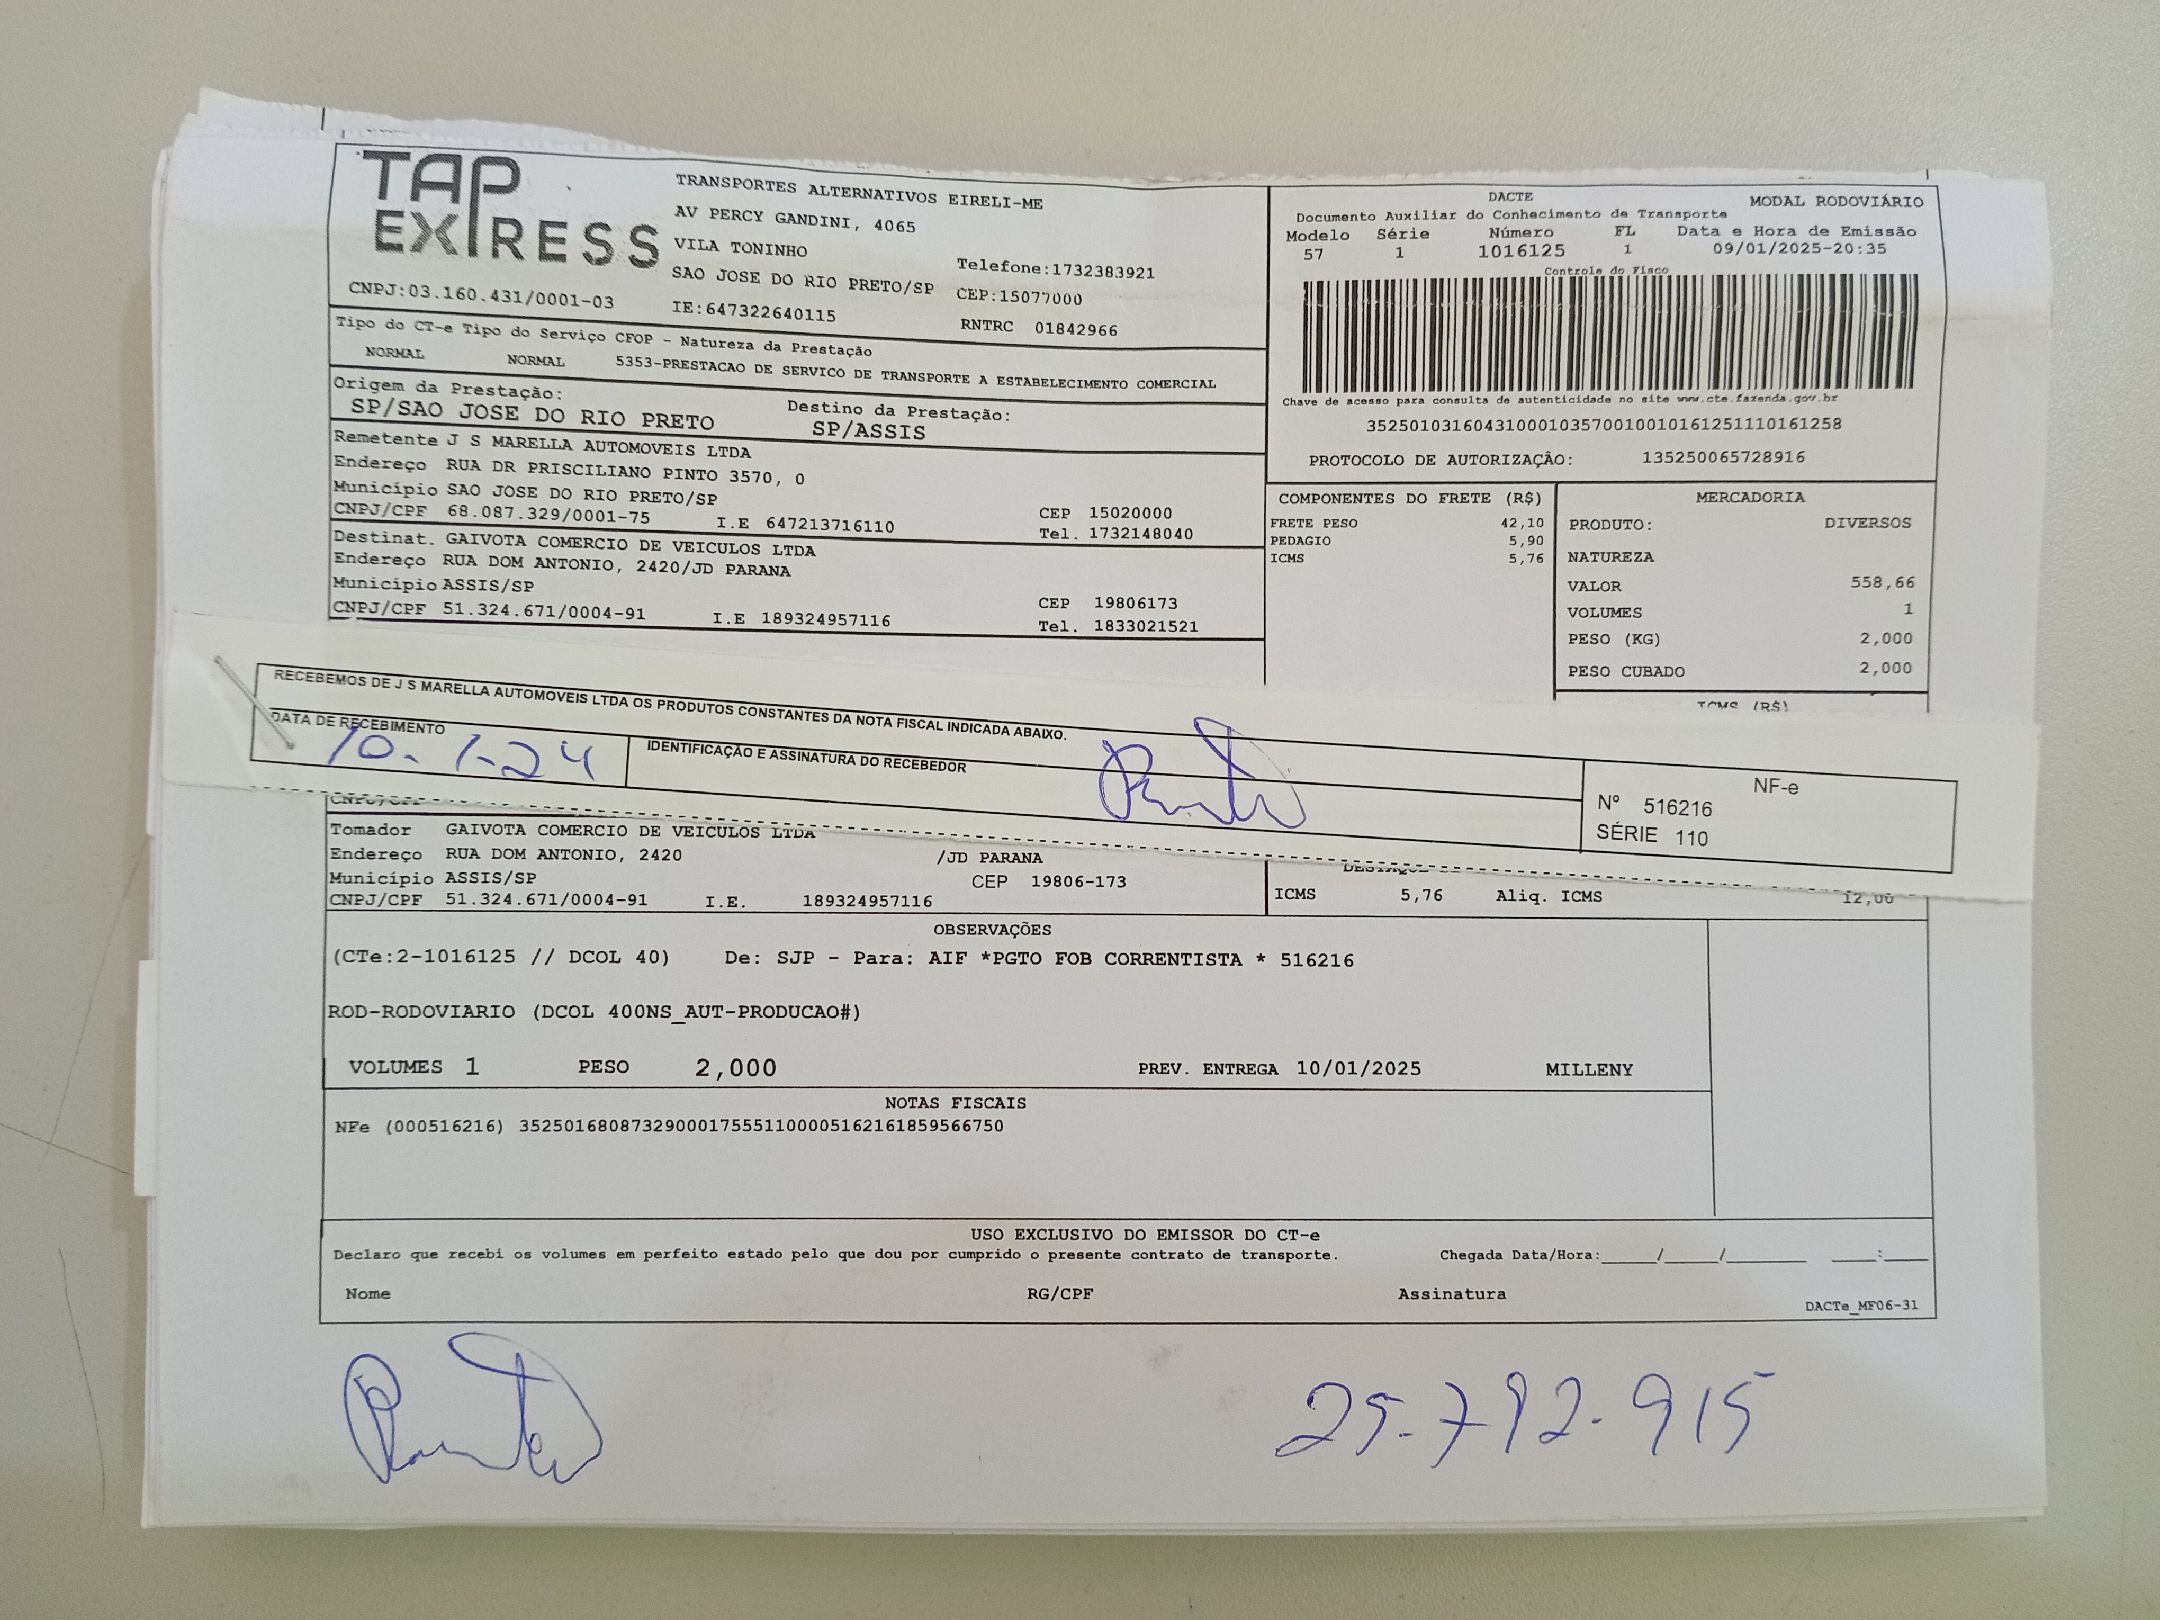 TAP EXPRESS
TRANSPORTES ALTERNATIVOS EIRELI-ME
AV PERCY GANDINI, 4065
VILA TONINHO
SAO JOSE DO RIO PRETO/SP
Telefone:1732383921
CEP:15077000
CNPJ:03.160.431/0001-03
IE:647322640115
RNTRC 01842966
DACTE
MODAL RODOVIÁRIO
Documento Auxiliar do Conhecimento de Transporte
Modelo Série Número FL Data e Hora de Emissão
57 1 1016125 1 09/01/2025-20:35
Controle do Fisco
Chave de acesso para consulta de autenticidade no site www.cte.fazenda.gov.br
35250103160431000103570010010161251110161258
PROTOCOLO DE AUTORIZAÇÂO: 135250065728916
Tipo do CT-e Tipo do Serviço CFOP - Natureza da Prestação
NORMAL NORMAL 5353-PRESTACAO DE SERVICO DE TRANSPORTE A ESTABELECIMENTO COMERCIAL
Origem da Prestação:
SP/SAO JOSE DO RIO PRETO
Destino da Prestação:
SP/ASSIS
Remetente J S MARELLA AUTOMOVEIS LTDA
Endereço RUA DR PRISCILIANO PINTO 3570, 0
Município SAO JOSE DO RIO PRETO/SP
CEP 15020000
CNPJ/CPF 68.087.329/0001-75 I.E 647213716110
Tel. 1732148040
Destinat. GAIVOTA COMERCIO DE VEICULOS LTDA
Endereço RUA DOM ANTONIO, 2420/JD PARANA
Município ASSIS/SP
CEP 19806173
CNPJ/CPF 51.324.671/0004-91 I.E 189324957116
Tel. 1833021521
COMPONENTES DO FRETE (R$)
FRETE PESO 42,10
PEDAGIO 5,90
ICMS 5,76
MERCADORIA
PRODUTO: DIVERSOS
NATUREZA
VALOR 558,66
VOLUMES 1
PESO (KG) 2,000
PESO CUBADO 2,000
ICMS (R$)
RECEBEMOS DE J S MARELLA AUTOMOVEIS LTDA OS PRODUTOS CONSTANTES DA NOTA FISCAL INDICADA ABAIXO.
DATA DE RECEBIMENTO
10-1-24
IDENTIFICAÇÃO E ASSINATURA DO RECEBEDOR
NF-e
Nº 516216
SÉRIE 110
CNPJ/CPF
Tomador GAIVOTA COMERCIO DE VEICULOS LTDA
Endereço RUA DOM ANTONIO, 2420 /JD PARANA
Município ASSIS/SP CEP 19806-173
CNPJ/CPF 51.324.671/0004-91 I.E. 189324957116
ICMS 5,76 Aliq. ICMS 12,00
OBSERVAÇÕES
(CTe:2-1016125 // DCOL 40) De: SJP - Para: AIF *PGTO FOB CORRENTISTA * 516216
ROD-RODOVIARIO (DCOL 400NS_AUT-PRODUCAO#)
VOLUMES 1 PESO 2,000 PREV. ENTREGA 10/01/2025 MILLENY
NOTAS FISCAIS
NFe (000516216) 35250168087329000175551100005162161859566750
USO EXCLUSIVO DO EMISSOR DO CT-e
Declaro que recebi os volumes em perfeito estado pelo que dou por cumprido o presente contrato de transporte. Chegada Data/Hora:_____/_____/_______ ____:____
Nome RG/CPF Assinatura
DACTe_MF06-31
25-792-915